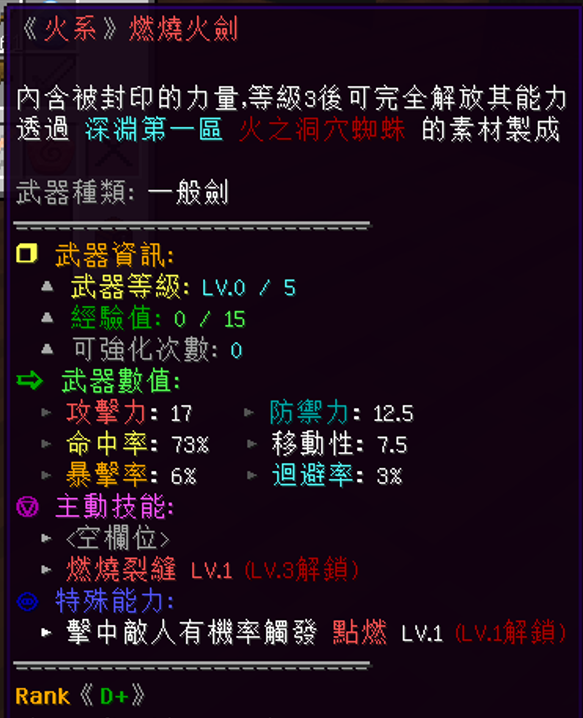 《火系》燃燒火劍
內含被封印的力量,等級3後可完全解放其能力
透過 深淵第一區 火之洞穴蜘蛛 的素材製成
武器種類: 一般劍
武器資訊:
武器等級: LV.0 / 5
經驗值: 0 / 15
可強化次數: 0
武器數值:
攻擊力: 17 防禦力: 12.5
命中率: 73% 移動性: 7.5
暴擊率: 6% 迴避率: 3%
主動技能:
<空欄位>
燃燒裂縫 LV.1 (LV.3解鎖)
特殊能力:
擊中敵人有機率觸發 點燃 LV.1 (LV.1解鎖)
Rank《D+》